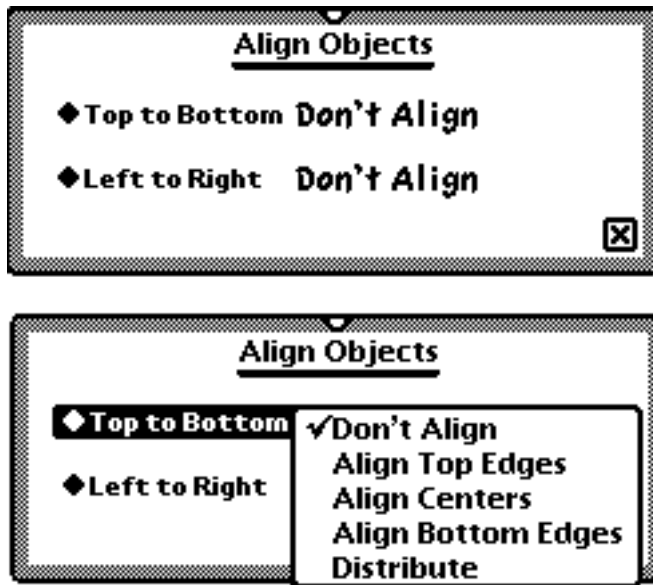 Align Objects
◆Top to Bottom Don't Align
◆Left to Right Don't Align
Align Objects
◆Top to Bottom ✓Don't Align
Align Top Edges
◆Left to Right Align Centers
Align Bottom Edges
Distribute